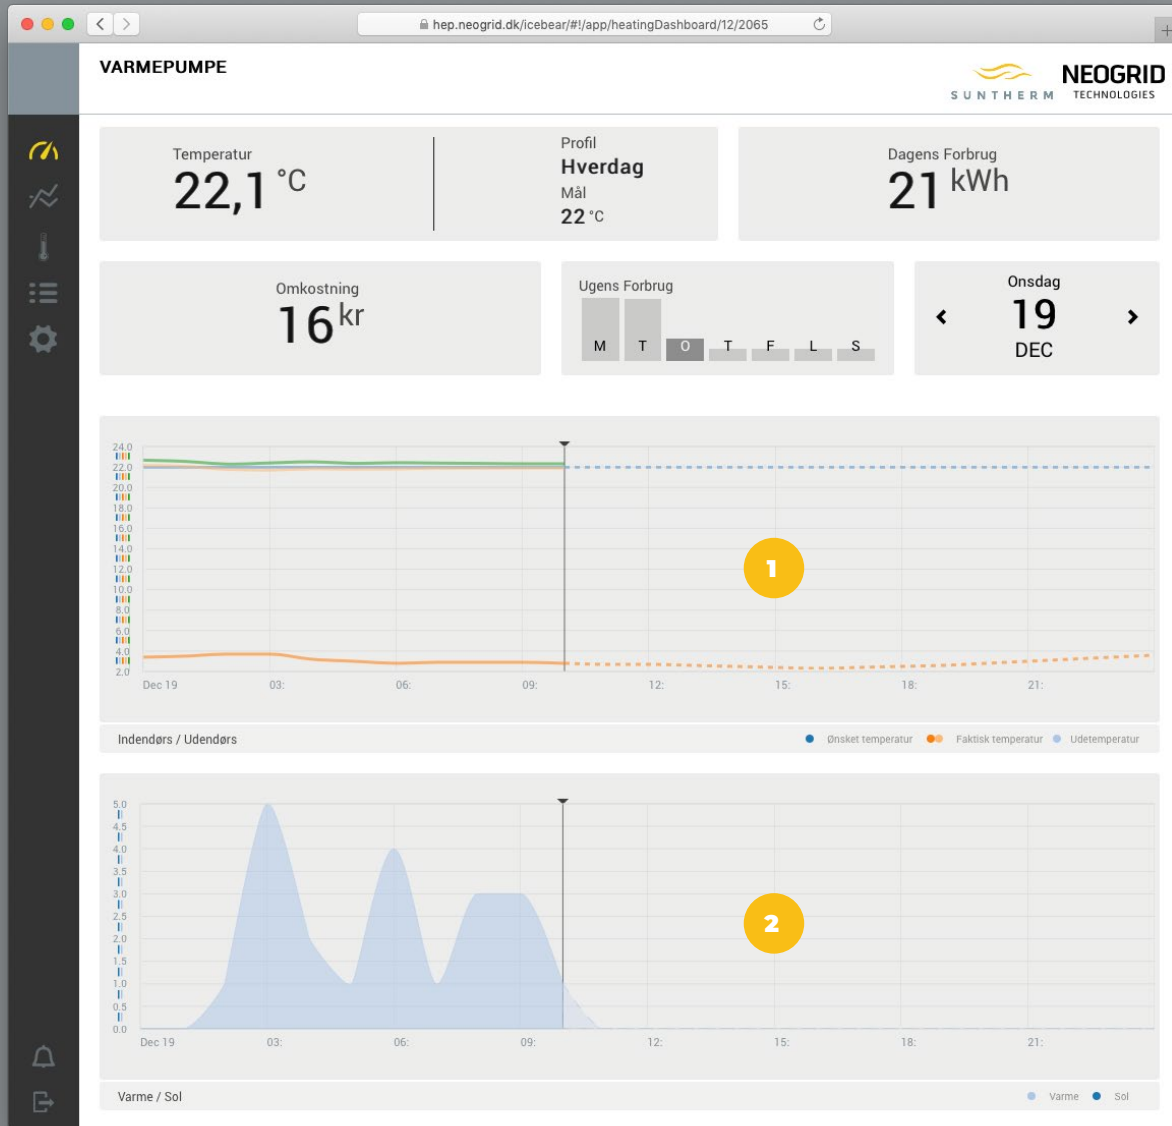 hep.neogrid.dk/icebear/#!/app/heatingDashboard/12/2065
VARMEPUMPE
SUNTHERM
NEOGRID
TECHNOLOGIES
Temperatur
22,1 °C
Profil
Hverdag
Mål
22 °C
Dagens Forbrug
21 kWh
Omkostning
16 kr
Ugens Forbrug
M T O T F L S
Onsdag
19
DEC
24.0
22.0
20.0
18.0
16.0
14.0
12.0
10.0
8.0
6.0
4.0
2.0
1
Dec 19 03: 06: 09: 12: 15: 18: 21:
Indendørs / Udendørs
Ønsket temperatur Faktisk temperatur Udetemperatur
5.0
4.5
4.0
3.5
3.0
2.5
2.0
1.5
1.0
0.5
0.0
2
Dec 19 03: 06: 09: 12: 15: 18: 21:
Varme / Sol
Varme Sol